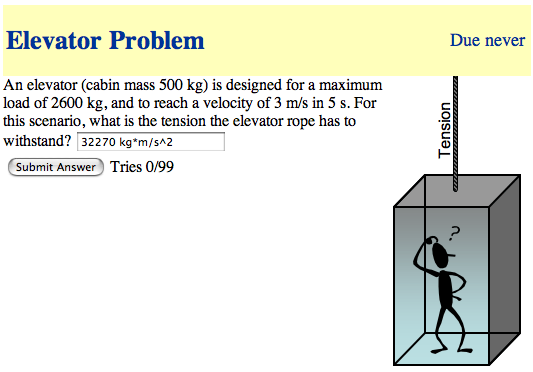 Elevator Problem
Due never
An elevator (cabin mass 500 kg) is designed for a maximum
load of 2600 kg, and to reach a velocity of 3 m/s in 5 s. For
this scenario, what is the tension the elevator rope has to
withstand? 32270 kg*m/s^2
Submit Answer Tries 0/99
Tension
?